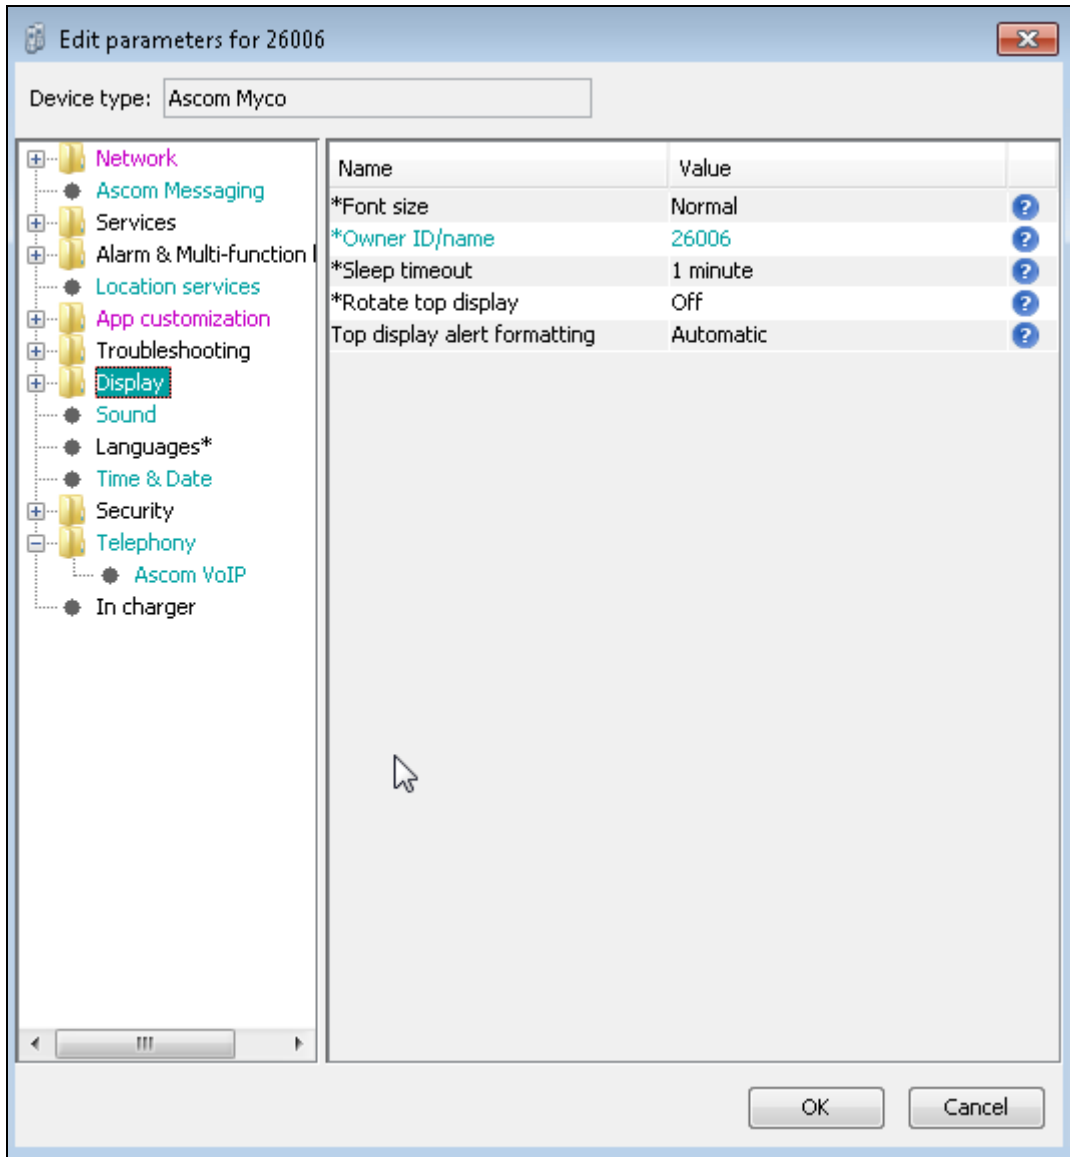 Edit parameters for 26006
Device type: Ascom Myco
Network
Ascom Messaging
Services
Alarm & Multi-function
Location services
App customization
Troubleshooting
Display
Sound
Languages*
Time & Date
Security
Telephony
Ascom VoIP
In charger
Name Value
*Font size Normal
*Owner ID/name 26006
*Sleep timeout 1 minute
*Rotate top display Off
Top display alert formatting Automatic
OK Cancel